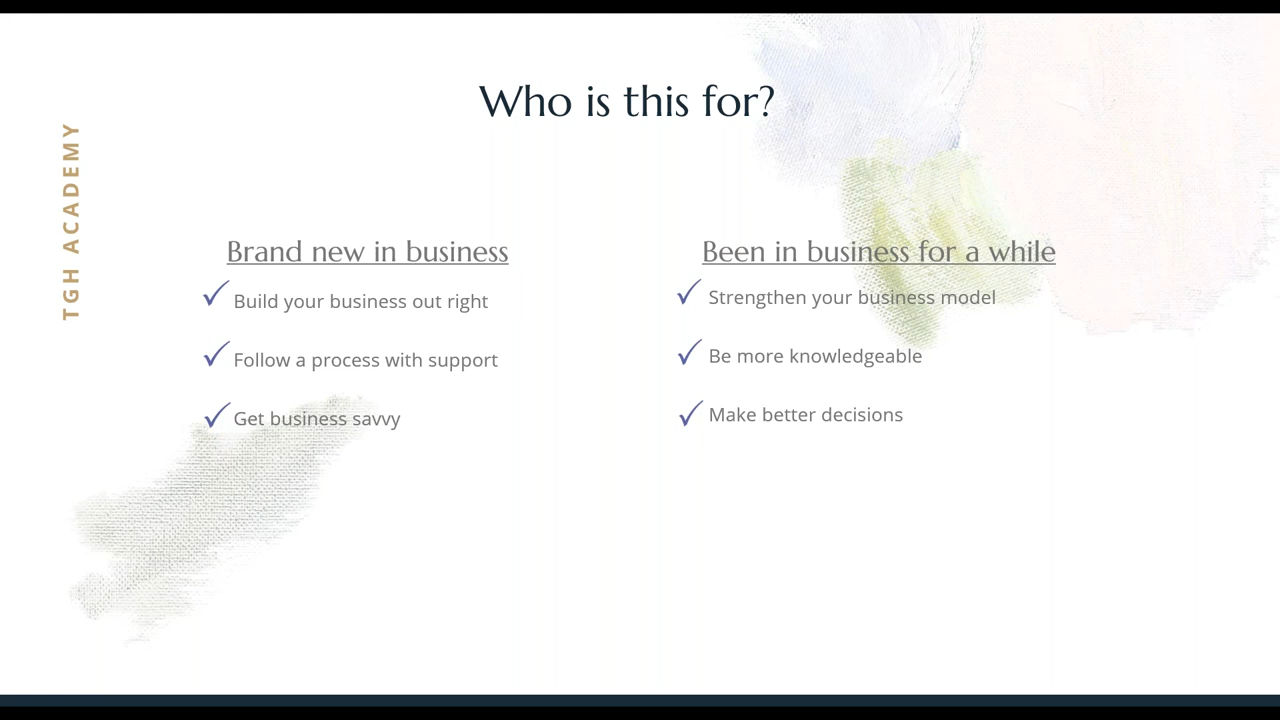 Who is this for?
TGH ACADEMY
Brand new in business
Build your business out right
Follow a process with support
Get business savvy
Been in business for a while
Strengthen your business model
Be more knowledgeable
Make better decisions